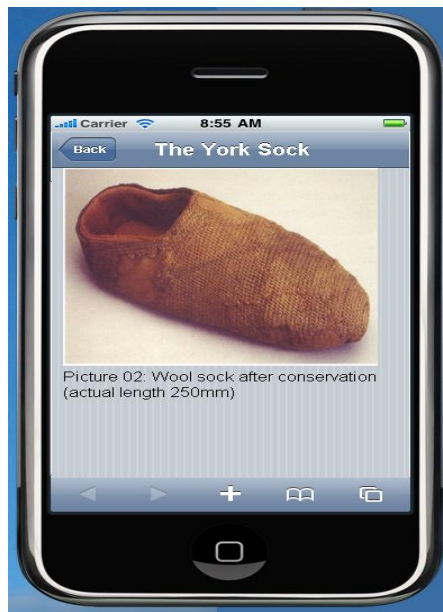 Carrier 8:55 AM
Back The York Sock
Picture 02: Wool sock after conservation
(actual length 250mm)